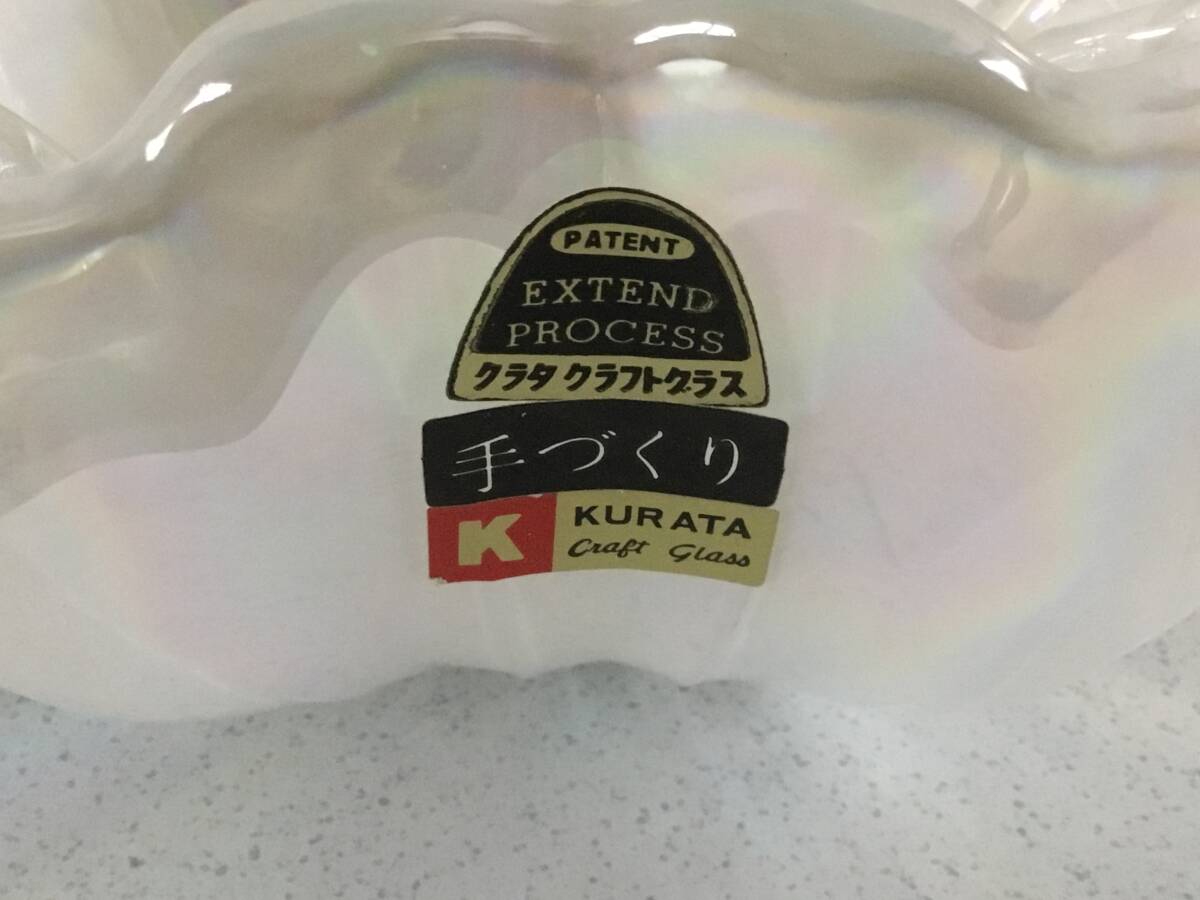 PATENT
EXTEND
PROCESS
クラタ クラフトグラス
手づくり
K KURATA
Craft Glass